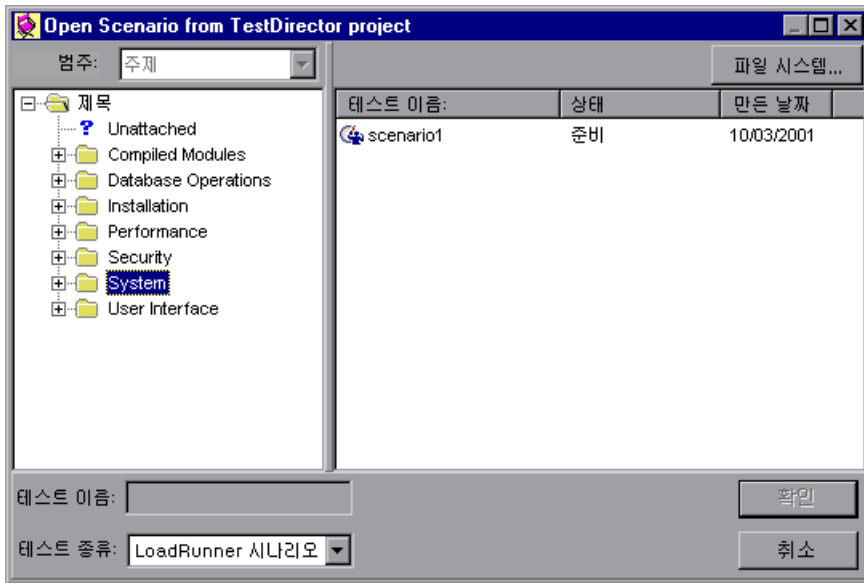 Open Scenario from TestDirector project
범주: 주제
파일 시스템...
제목
? Unattached
Compiled Modules
Database Operations
Installation
Performance
Security
System
User Interface
테스트 이름: 상태 만든 날짜
scenario1 준비 10/03/2001
테스트 이름:
확인
테스트 종류: LoadRunner 시나리오
취소